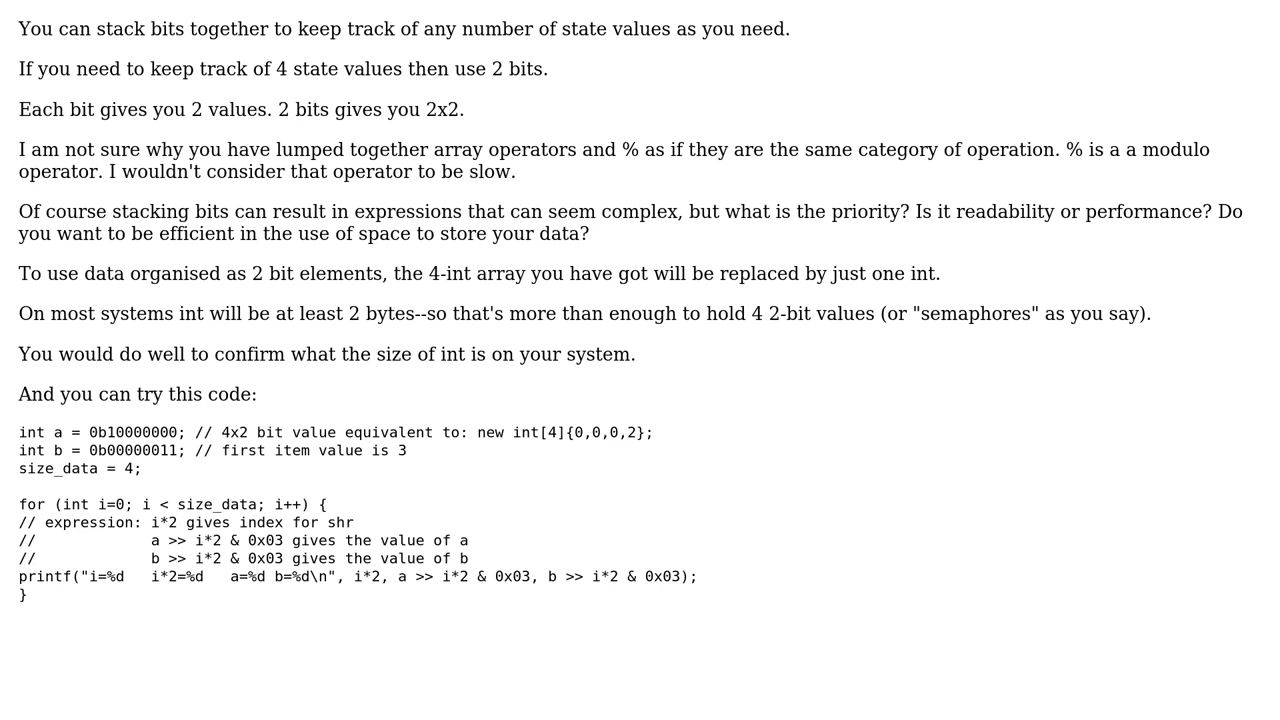 You can stack bits together to keep track of any number of state values as you need.
If you need to keep track of 4 state values then use 2 bits.
Each bit gives you 2 values. 2 bits gives you 2x2.
I am not sure why you have lumped together array operators and % as if they are the same category of operation. % is a a modulo
operator. I wouldn't consider that operator to be slow.
Of course stacking bits can result in expressions that can seem complex, but what is the priority? Is it readability or performance? Do
you want to be efficient in the use of space to store your data?
To use data organised as 2 bit elements, the 4-int array you have got will be replaced by just one int.
On most systems int will be at least 2 bytes--so that's more than enough to hold 4 2-bit values (or "semaphores" as you say).
You would do well to confirm what the size of int is on your system.
And you can try this code:
int a = 0b10000000; // 4x2 bit value equivalent to: new int[4]{0,0,0,2};
int b = 0b00000011; // first item value is 3
size_data = 4;
for (int i=0; i < size_data; i++) {
// expression: i*2 gives index for shr
//             a >> i*2 & 0x03 gives the value of a
//             b >> i*2 & 0x03 gives the value of b
printf("i=%d   i*2=%d   a=%d b=%d\n", i*2, a >> i*2 & 0x03, b >> i*2 & 0x03);
}